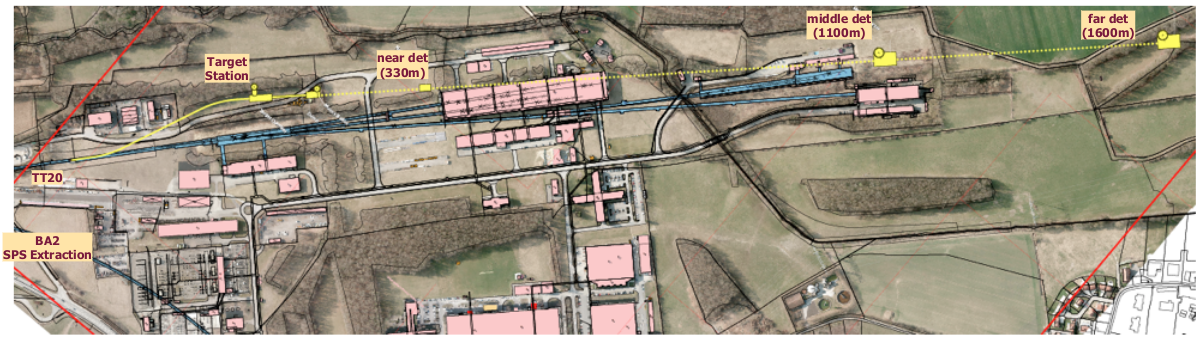 middle det
(1100m)
far det
(1600m)
Target
Station
near det
(330m)
TT20
BA2
SPS Extraction